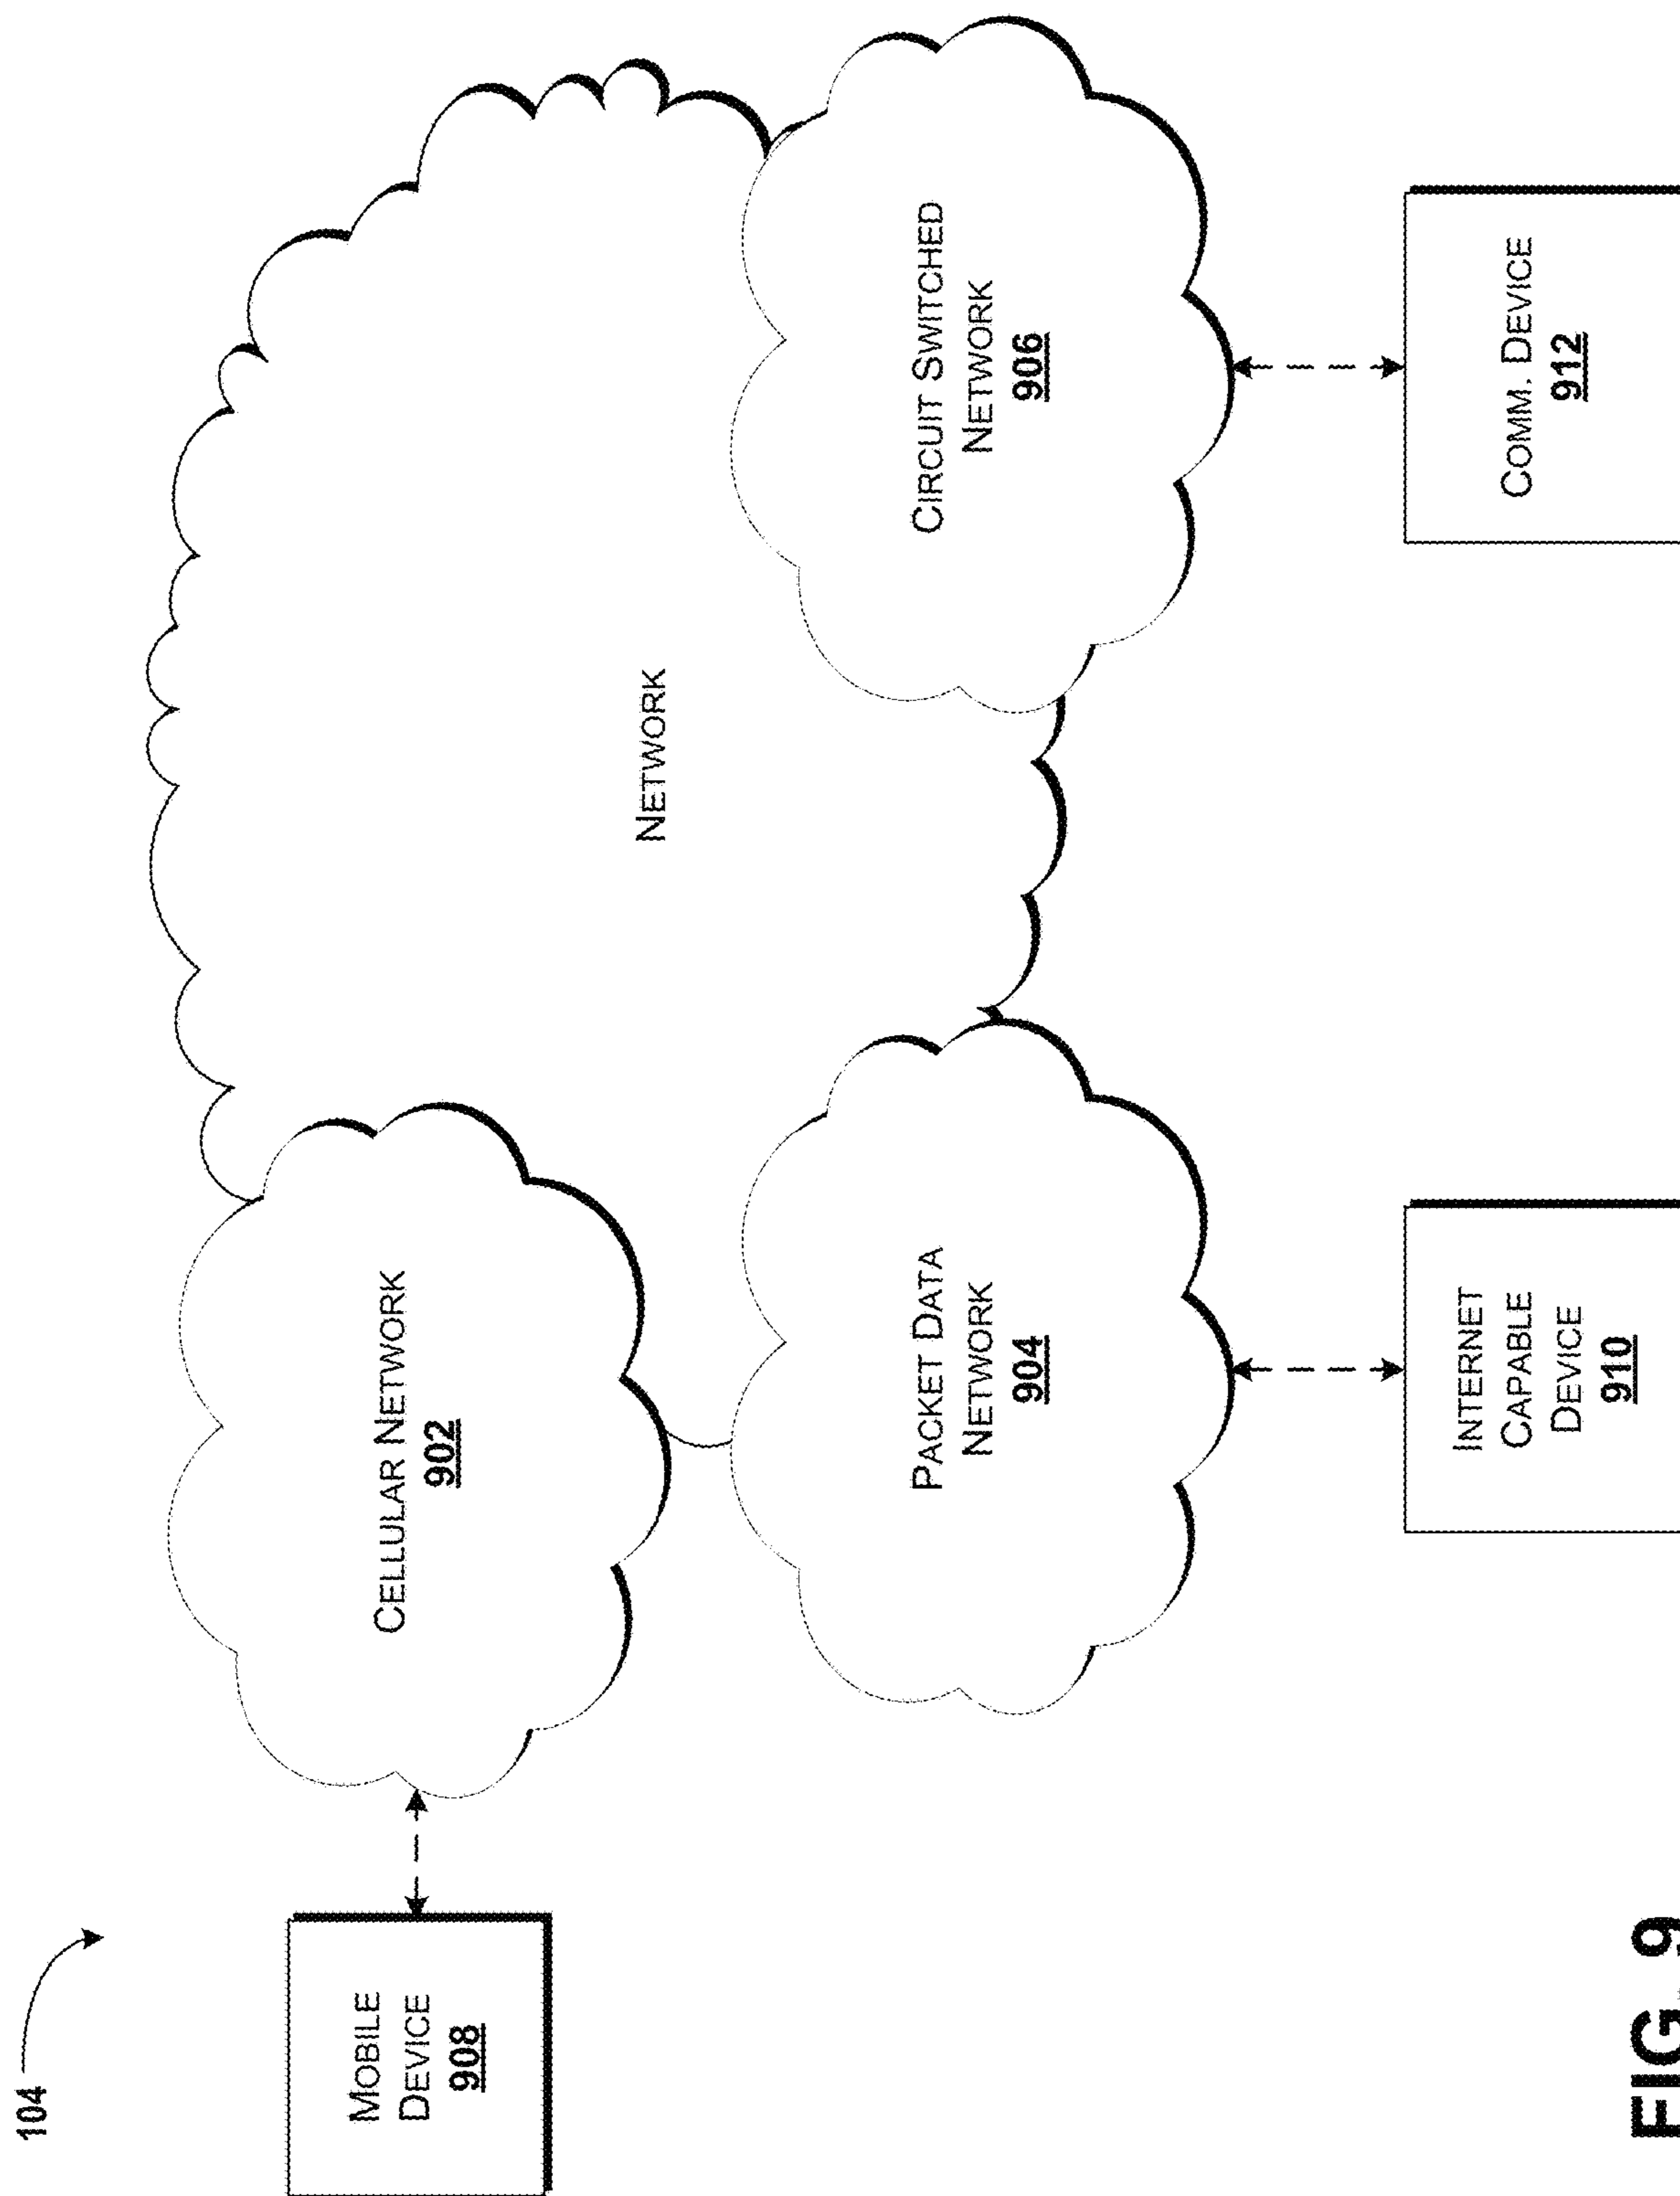 104
MOBILE
DEVICE
908
CELLULAR NETWORK
902
NETWORK
PACKET DATA
NETWORK
904
CIRCUIT SWITCHED
NETWORK
906
INTERNET
CAPABLE
DEVICE
910
COMM. DEVICE
912
FIG. 9